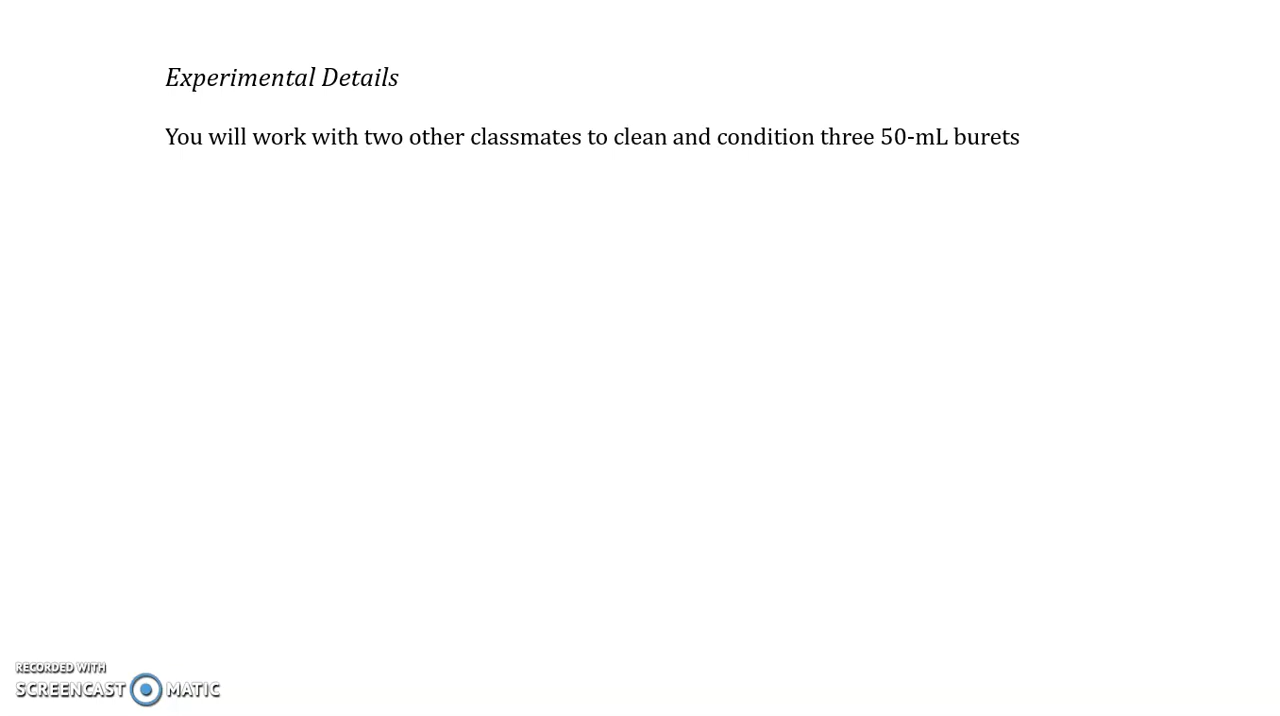 Experimental Details
You will work with two other classmates to clean and condition three 50-mL burets
RECORDED WITH
SCREENCAST MATIC